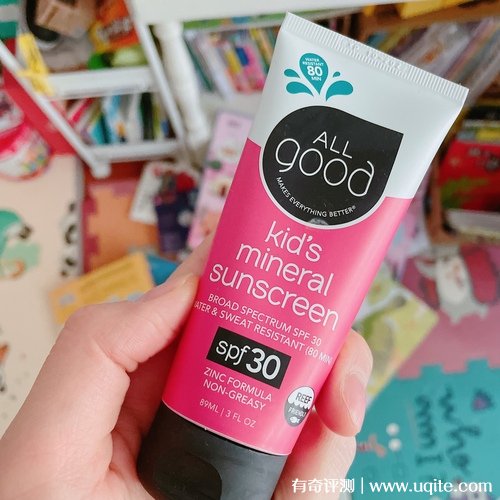 WATER
RESISTANT
80
MIN
ALL
good
MAKES EVERYTHING BETTER®
kid's
mineral
sunscreen
BROAD SPECTRUM SPF 30
WATER & SWEAT RESISTANT (80 MIN)
spf30
ZINC FORMULA
NON-GREASY
REEF
FRIENDLY
89ML | 3 FL OZ
有奇评测 | www.uqite.com